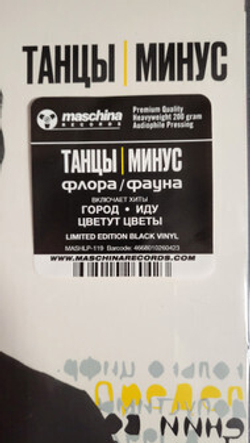 ТАНЦЫ | МИНУС
maschina
RECORDS
Premium Quality
Heavyweight 200 gram
Audiophile Pressing
ТАНЦЫ | МИНУС
флора/фауна
ВКЛЮЧАЕТ ХИТЫ
ГОРОД • ИДУ
ЦВЕТУТ ЦВЕТЫ
LIMITED EDITION BLACK VINYL
MASHLP-119 Barcode: 4668010260423
WWW.MASCHINARECORDS.COM